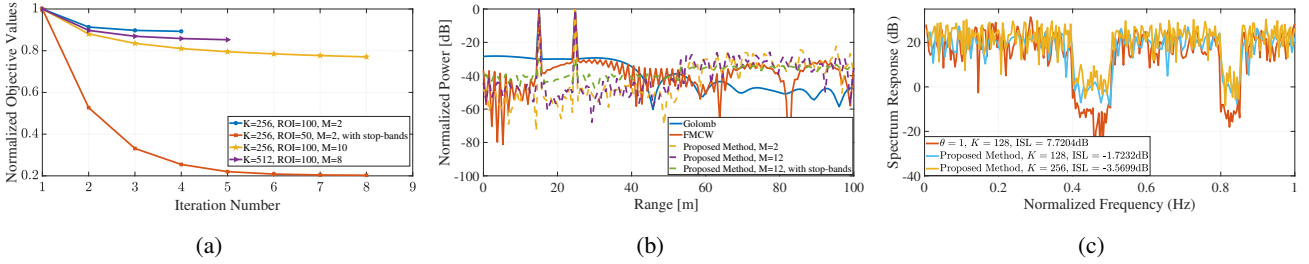 Normalized Objective Values
1
0.8
0.6
0.4
0.2
1 2 3 4 5 6 7 8 9
Iteration Number
K=256, ROI=100, M=2
K=256, ROI=50, M=2, with stop-bands
K=256, ROI=100, M=10
K=512, ROI=100, M=8
(a)
Normalized Power [dB]
0
-20
-40
-60
-80
-100
0 20 40 60 80 100
Range [m]
Golomb
FMCW
Proposed Method, M=2
Proposed Method, M=12
Proposed Method, M=12, with stop-bands
(b)
Spectrum Response (dB)
20
0
-20
-40
0 0.2 0.4 0.6 0.8 1
Normalized Frequency (Hz)
θ = 1, K = 128, ISL = 7.7204dB
Proposed Method, K = 128, ISL = -1.7232dB
Proposed Method, K = 256, ISL = -3.5699dB
(c)